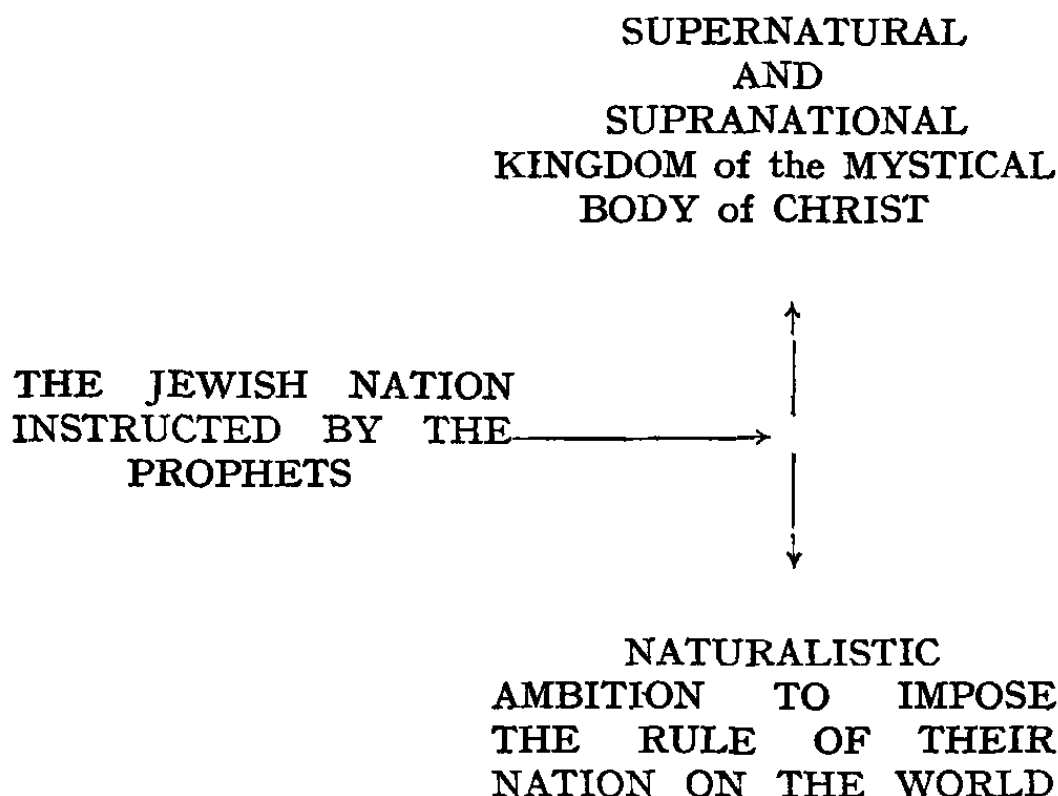 SUPERNATURAL
AND
SUPRANATIONAL
KINGDOM of the MYSTICAL
BODY of CHRIST
THE JEWISH NATION
INSTRUCTED BY THE
PROPHETS
NATURALISTIC
AMBITION TO IMPOSE
THE RULE OF THEIR
NATION ON THE WORLD